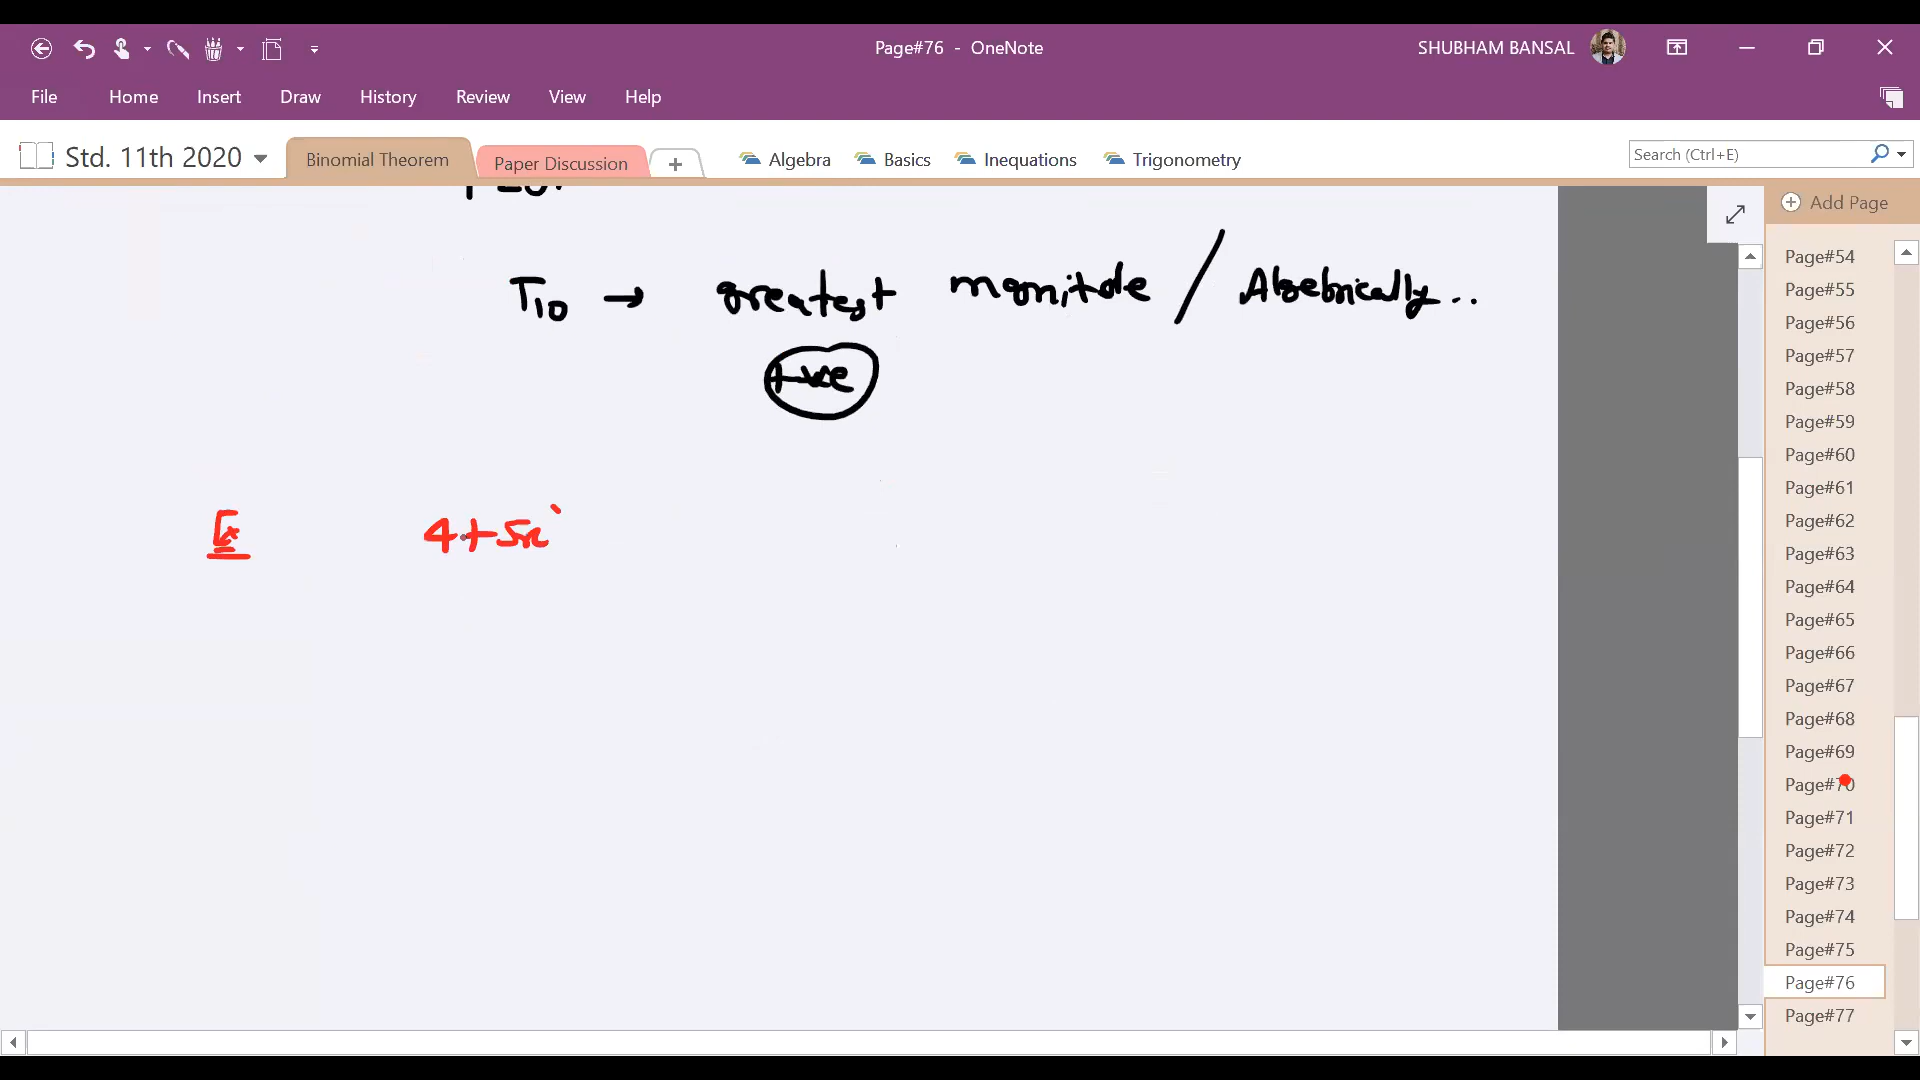 Page#76 - OneNote
SHUBHAM BANSAL
File Home Insert Draw History Review View Help
Std. 11th 2020 Binomial Theorem Paper Discussion + Algebra Basics Inequations Trigonometry
Search (Ctrl+E)
Add Page
T10 → greatest mgnitde / Algebrically..
+ve
Ex 4+5x
Page#54
Page#55
Page#56
Page#57
Page#58
Page#59
Page#60
Page#61
Page#62
Page#63
Page#64
Page#65
Page#66
Page#67
Page#68
Page#69
Page#70
Page#71
Page#72
Page#73
Page#74
Page#75
Page#76
Page#77